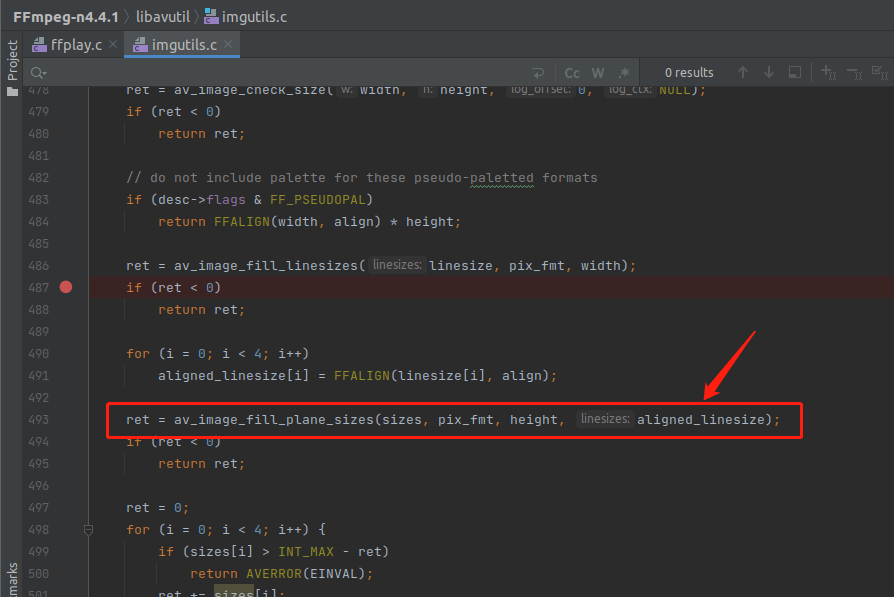 FFmpeg-n4.4.1 〉 libavutil 〉 imgutils.c
Project
ffplay.c × imgutils.c ×
Cc W .* 0 results
478 ret = av_image_check_size( w: width, h: height, log_offset: 0, log_ctx: NULL);
479 if (ret < 0)
480 return ret;
481
482 // do not include palette for these pseudo-paletted formats
483 if (desc->flags & FF_PSEUDOPAL)
484 return FFALIGN(width, align) * height;
485
486 ret = av_image_fill_linesizes( linesizes: linesize, pix_fmt, width);
487 if (ret < 0)
488 return ret;
489
490 for (i = 0; i < 4; i++)
491 aligned_linesize[i] = FFALIGN(linesize[i], align);
492
493 ret = av_image_fill_plane_sizes(sizes, pix_fmt, height, linesizes: aligned_linesize);
494 if (ret < 0)
495 return ret;
496
497 ret = 0;
498 for (i = 0; i < 4; i++) {
499 if (sizes[i] > INT_MAX - ret)
500 return AVERROR(EINVAL);
501 ret += sizes[i];
marks